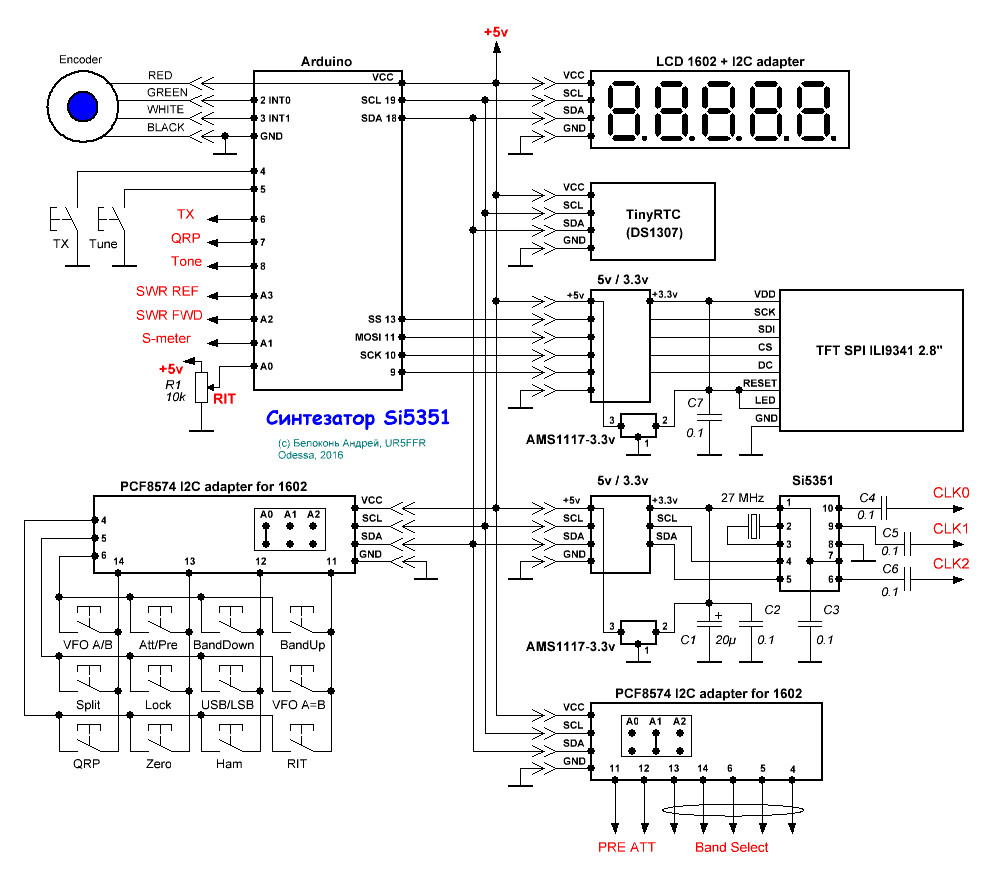 +5v
Encoder
Arduino
LCD 1602 + I2C adapter
RED
GREEN
WHITE
BLACK
2 INT0
3 INT1
GND
VCC
SCL 19
SDA 18
VCC
SCL
SDA
GND
88888.
4
5
TX
Tune
TX
QRP
Tone
SWR REF
SWR FWD
S-meter
6
7
8
A3
A2
A1
A0
+5v
R1
10k
RIT
SS 13
MOSI 11
SCK 10
9
VCC
SCL
SDA
GND
TinyRTC
(DS1307)
5v / 3.3v
+5v
+3.3v
VDD
SCK
SDI
CS
DC
RESET
LED
GND
TFT SPI ILI9341 2.8"
C7
0.1
3
2
1
AMS1117-3.3v
Синтезатор Si5351
(c) Белоконь Андрей, UR5FFR
Odessa, 2016
PCF8574 I2C adapter for 1602
A0 A1 A2
VCC
SCL
SDA
GND
4
5
6
14
13
12
11
VFO A/B
Att/Pre
BandDown
BandUp
Split
Lock
USB/LSB
VFO A=B
QRP
Zero
Ham
RIT
5v / 3.3v
+5v
SCL
SDA
GND
+3.3v
SCL
SDA
27 MHz
Si5351
1
2
3
4
5
10
9
8
7
6
C4
0.1
CLK0
C5
0.1
CLK1
C6
0.1
CLK2
3
2
1
AMS1117-3.3v
C1
+
20µ
C2
0.1
C3
0.1
PCF8574 I2C adapter for 1602
VCC
SCL
SDA
GND
A0 A1 A2
11
12
13
14
6
5
4
PRE ATT
Band Select